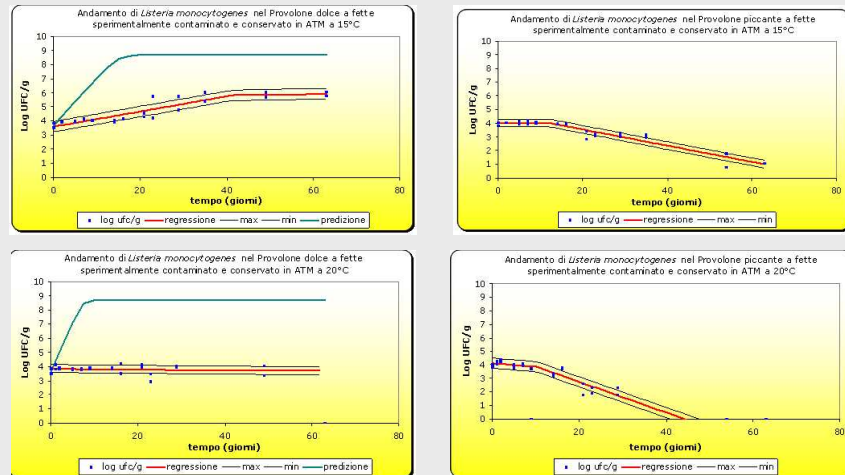 Andamento di Listeria monocytogenes nel Provolone dolce a fette
sperimentalmente contaminato e conservato in ATM a 15°C
Log UFC/g
10
9
8
7
6
5
4
3
2
1
0
0 20 40 60 80
tempo (giorni)
log ufc/g regressione max min predizione
Andamento di Listeria monocytogenes nel Provolone piccante a fette
sperimentalmente contaminato e conservato in ATM a 15°C
Log UFC/g
10
9
8
7
6
5
4
3
2
1
0
0 20 40 60 80
tempo (giorni)
log ufc/g regressione max min
Andamento di Listeria monocytogenes nel Provolone dolce a fette
sperimentalmente contaminato e conservato in ATM a 20°C
Log UFC/g
10
9
8
7
6
5
4
3
2
1
0
0 20 40 60 80
tempo (giorni)
log ufc/g regressione max min predizione
Andamento di Listeria monocytogenes nel Provolone piccante a fette
sperimentalmente contaminato e conservato in ATM a 20°C
Log UFC/g
10
9
8
7
6
5
4
3
2
1
0
0 20 40 60 80
tempo (giorni)
log ufc/g regressione max min